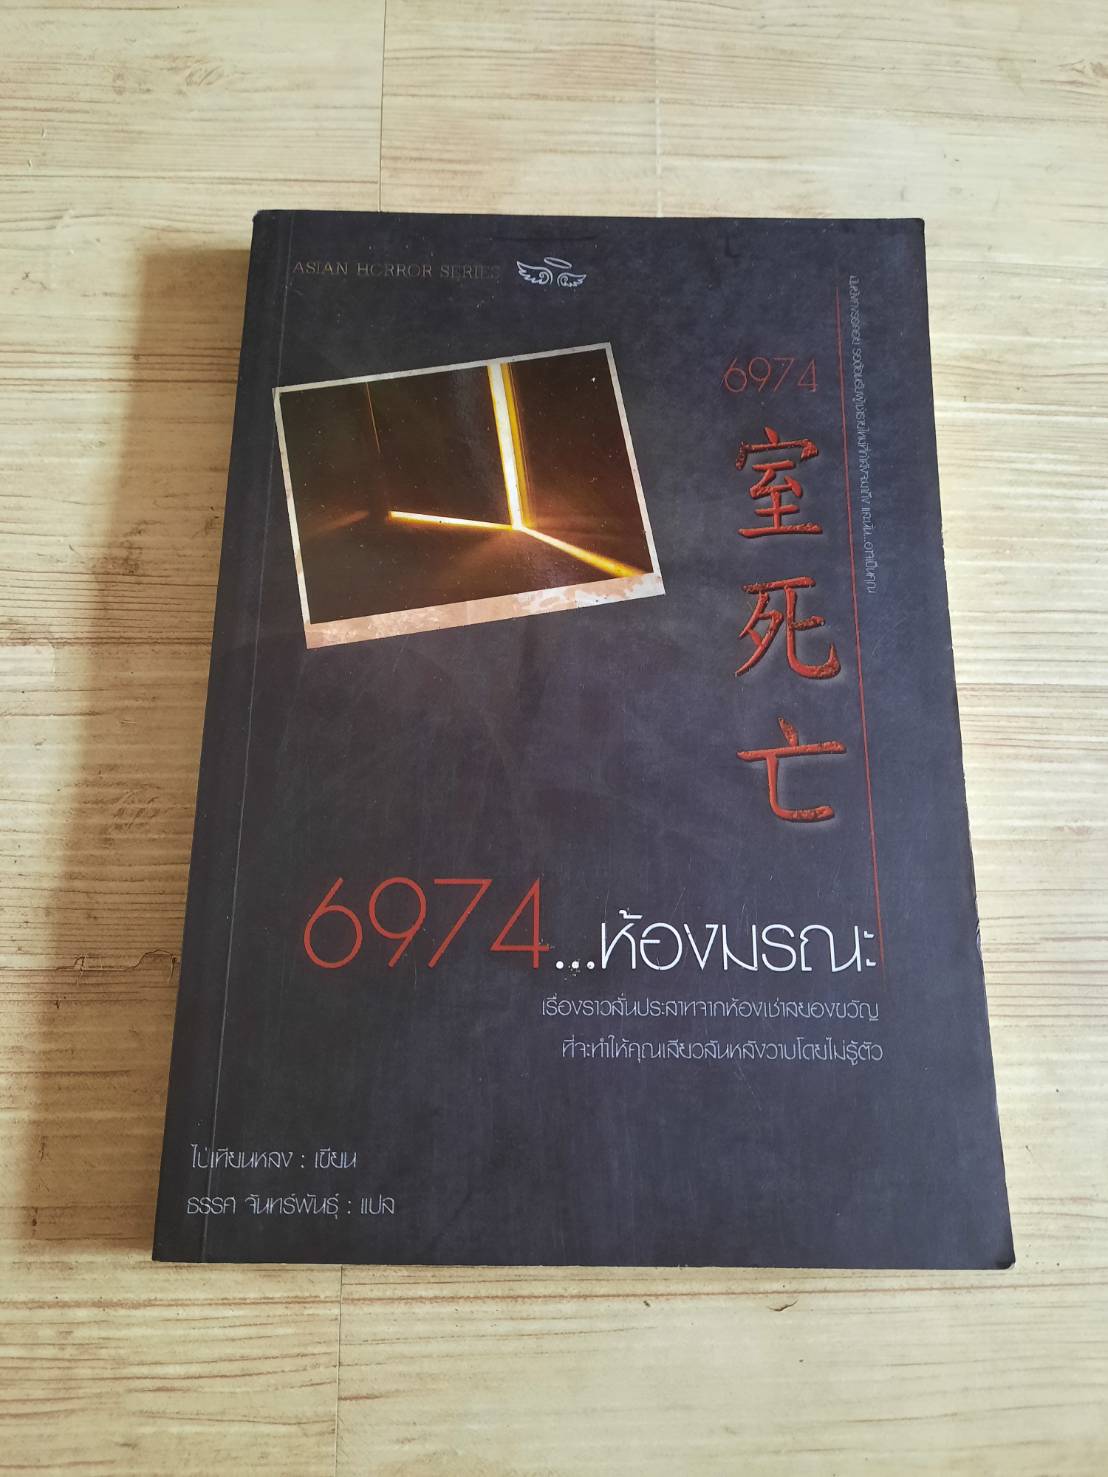 ASIAN HORROR SERIES
6974
室
死
亡
6974...ห้องมรณะ
เรื่องราวสั่นประสาทจากห้องเช่าสยองขวัญ
ที่จะทำให้คุณเสียวสันหลังวาบโดยไม่รู้ตัว
ไป๋เทียนหลง : เขียน
ธรรศ จันทร์พันธุ์ : แปล